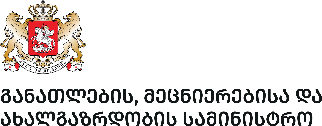 განათლების, მეცნიერებისა და
ახალგაზრდობის სამინისტრო